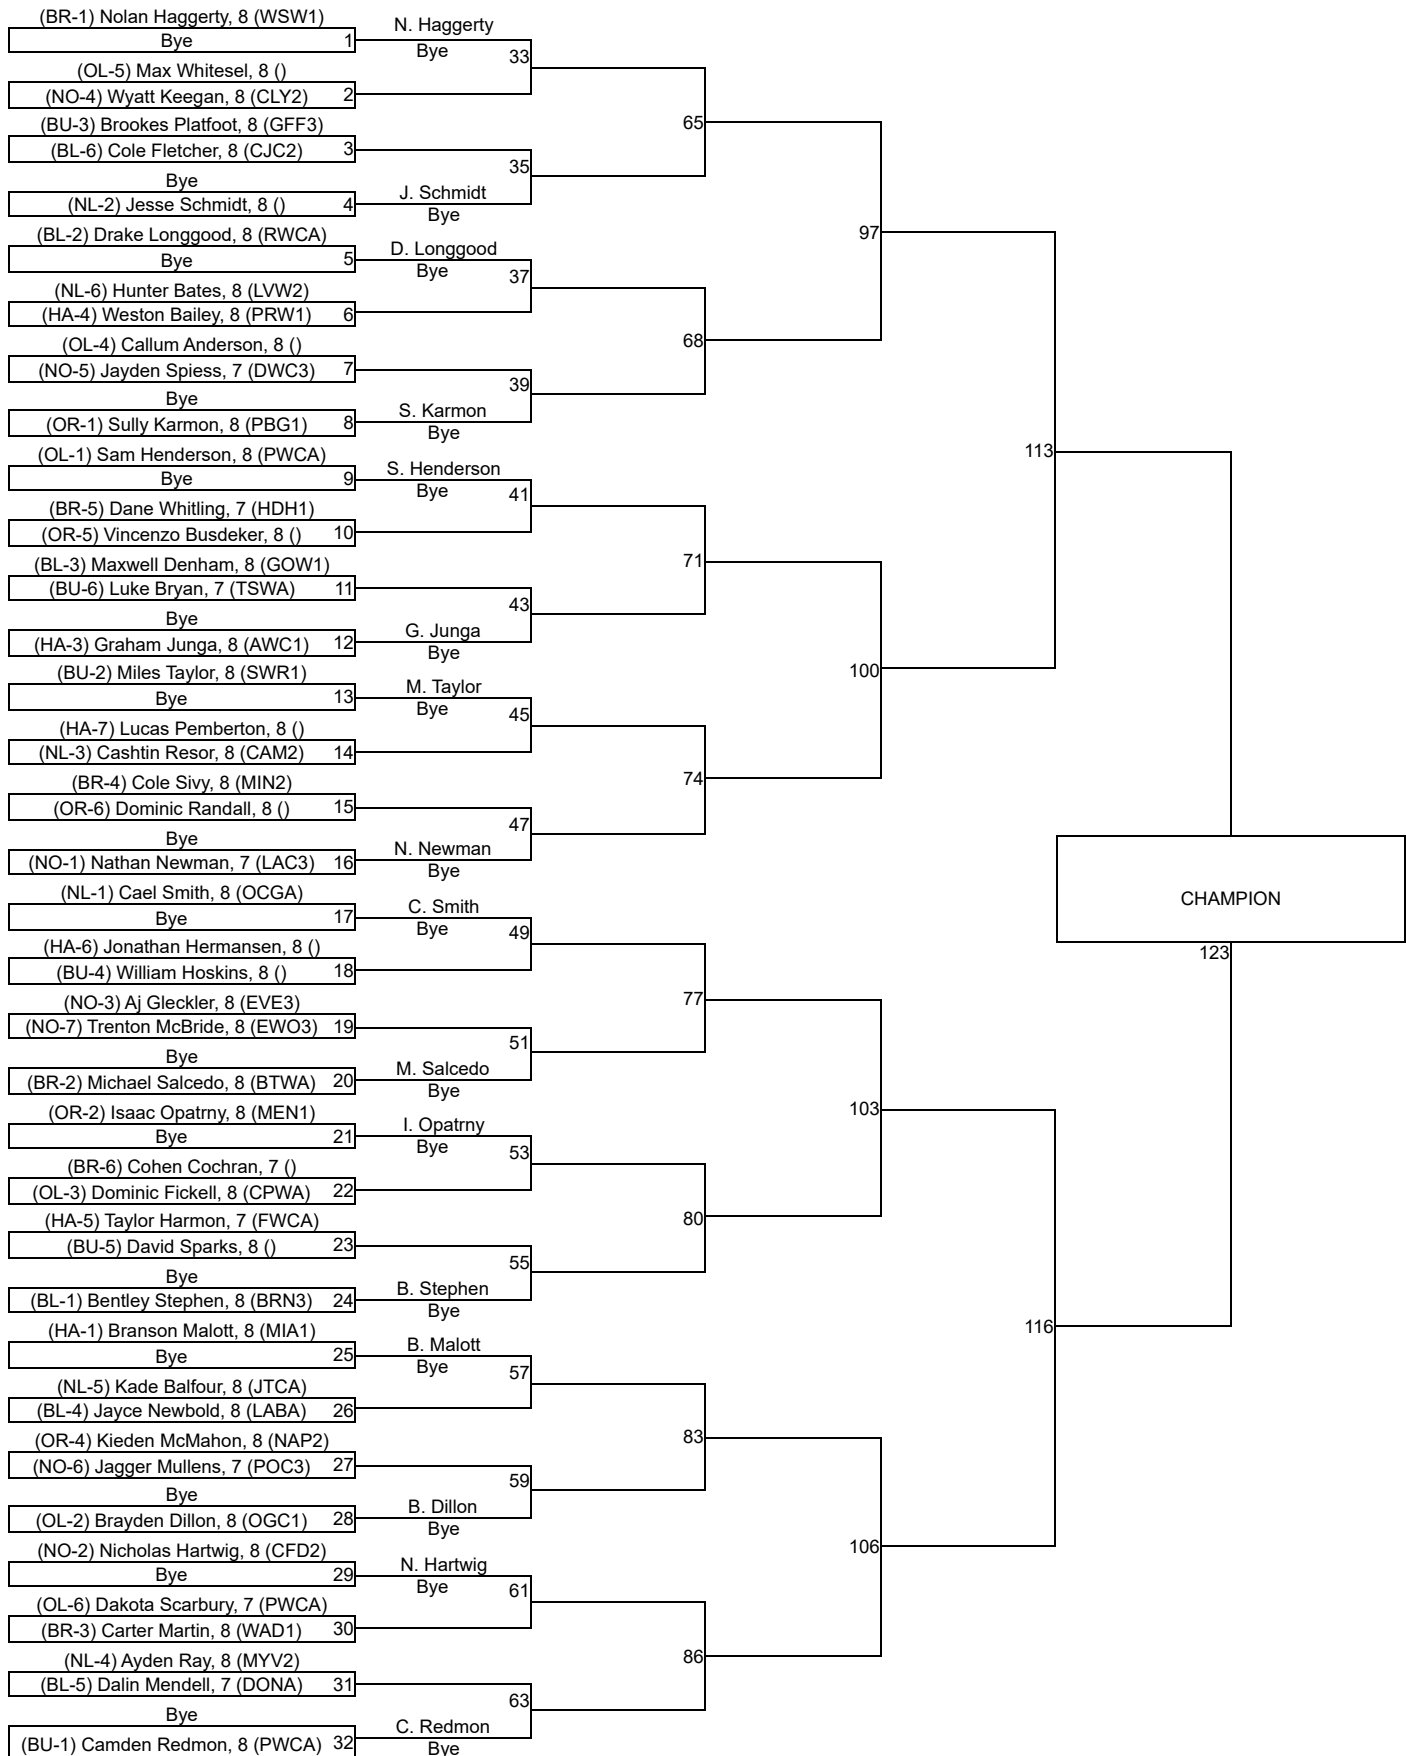 (BR-1) Nolan Haggerty, 8 (WSW1)
Bye 1
N. Haggerty
Bye 33
(OL-5) Max Whitesel, 8 ()
(NO-4) Wyatt Keegan, 8 (CLY2) 2
65
(BU-3) Brookes Platfoot, 8 (GFF3)
(BL-6) Cole Fletcher, 8 (CJC2) 3
35
Bye
(NL-2) Jesse Schmidt, 8 () 4
J. Schmidt
Bye
97
(BL-2) Drake Longgood, 8 (RWCA)
Bye 5
D. Longgood
Bye 37
(NL-6) Hunter Bates, 8 (LVW2)
(HA-4) Weston Bailey, 8 (PRW1) 6
68
(OL-4) Callum Anderson, 8 ()
(NO-5) Jayden Spiess, 7 (DWC3) 7
39
Bye
(OR-1) Sully Karmon, 8 (PBG1) 8
S. Karmon
Bye
113
(OL-1) Sam Henderson, 8 (PWCA)
Bye 9
S. Henderson
Bye 41
(BR-5) Dane Whitling, 7 (HDH1)
(OR-5) Vincenzo Busdeker, 8 () 10
71
(BL-3) Maxwell Denham, 8 (GOW1)
(BU-6) Luke Bryan, 7 (TSWA) 11
43
Bye
(HA-3) Graham Junga, 8 (AWC1) 12
G. Junga
Bye
100
(BU-2) Miles Taylor, 8 (SWR1)
Bye 13
M. Taylor
Bye 45
(HA-7) Lucas Pemberton, 8 ()
(NL-3) Cashtin Resor, 8 (CAM2) 14
74
(BR-4) Cole Sivy, 8 (MIN2)
(OR-6) Dominic Randall, 8 () 15
47
Bye
(NO-1) Nathan Newman, 7 (LAC3) 16
N. Newman
Bye
CHAMPION
123
(NL-1) Cael Smith, 8 (OCGA)
Bye 17
C. Smith
Bye 49
(HA-6) Jonathan Hermansen, 8 ()
(BU-4) William Hoskins, 8 () 18
77
(NO-3) Aj Gleckler, 8 (EVE3)
(NO-7) Trenton McBride, 8 (EWO3) 19
51
Bye
(BR-2) Michael Salcedo, 8 (BTWA) 20
M. Salcedo
Bye
103
(OR-2) Isaac Opatrny, 8 (MEN1)
Bye 21
I. Opatrny
Bye 53
(BR-6) Cohen Cochran, 7 ()
(OL-3) Dominic Fickell, 8 (CPWA) 22
80
(HA-5) Taylor Harmon, 7 (FWCA)
(BU-5) David Sparks, 8 () 23
55
Bye
(BL-1) Bentley Stephen, 8 (BRN3) 24
B. Stephen
Bye
116
(HA-1) Branson Malott, 8 (MIA1)
Bye 25
B. Malott
Bye 57
(NL-5) Kade Balfour, 8 (JTCA)
(BL-4) Jayce Newbold, 8 (LABA) 26
83
(OR-4) Kieden McMahon, 8 (NAP2)
(NO-6) Jagger Mullens, 7 (POC3) 27
59
Bye
(OL-2) Brayden Dillon, 8 (OGC1) 28
B. Dillon
Bye
106
(NO-2) Nicholas Hartwig, 8 (CFD2)
Bye 29
N. Hartwig
Bye 61
(OL-6) Dakota Scarbury, 7 (PWCA)
(BR-3) Carter Martin, 8 (WAD1) 30
86
(NL-4) Ayden Ray, 8 (MYV2)
(BL-5) Dalin Mendell, 7 (DONA) 31
63
Bye
(BU-1) Camden Redmon, 8 (PWCA) 32
C. Redmon
Bye